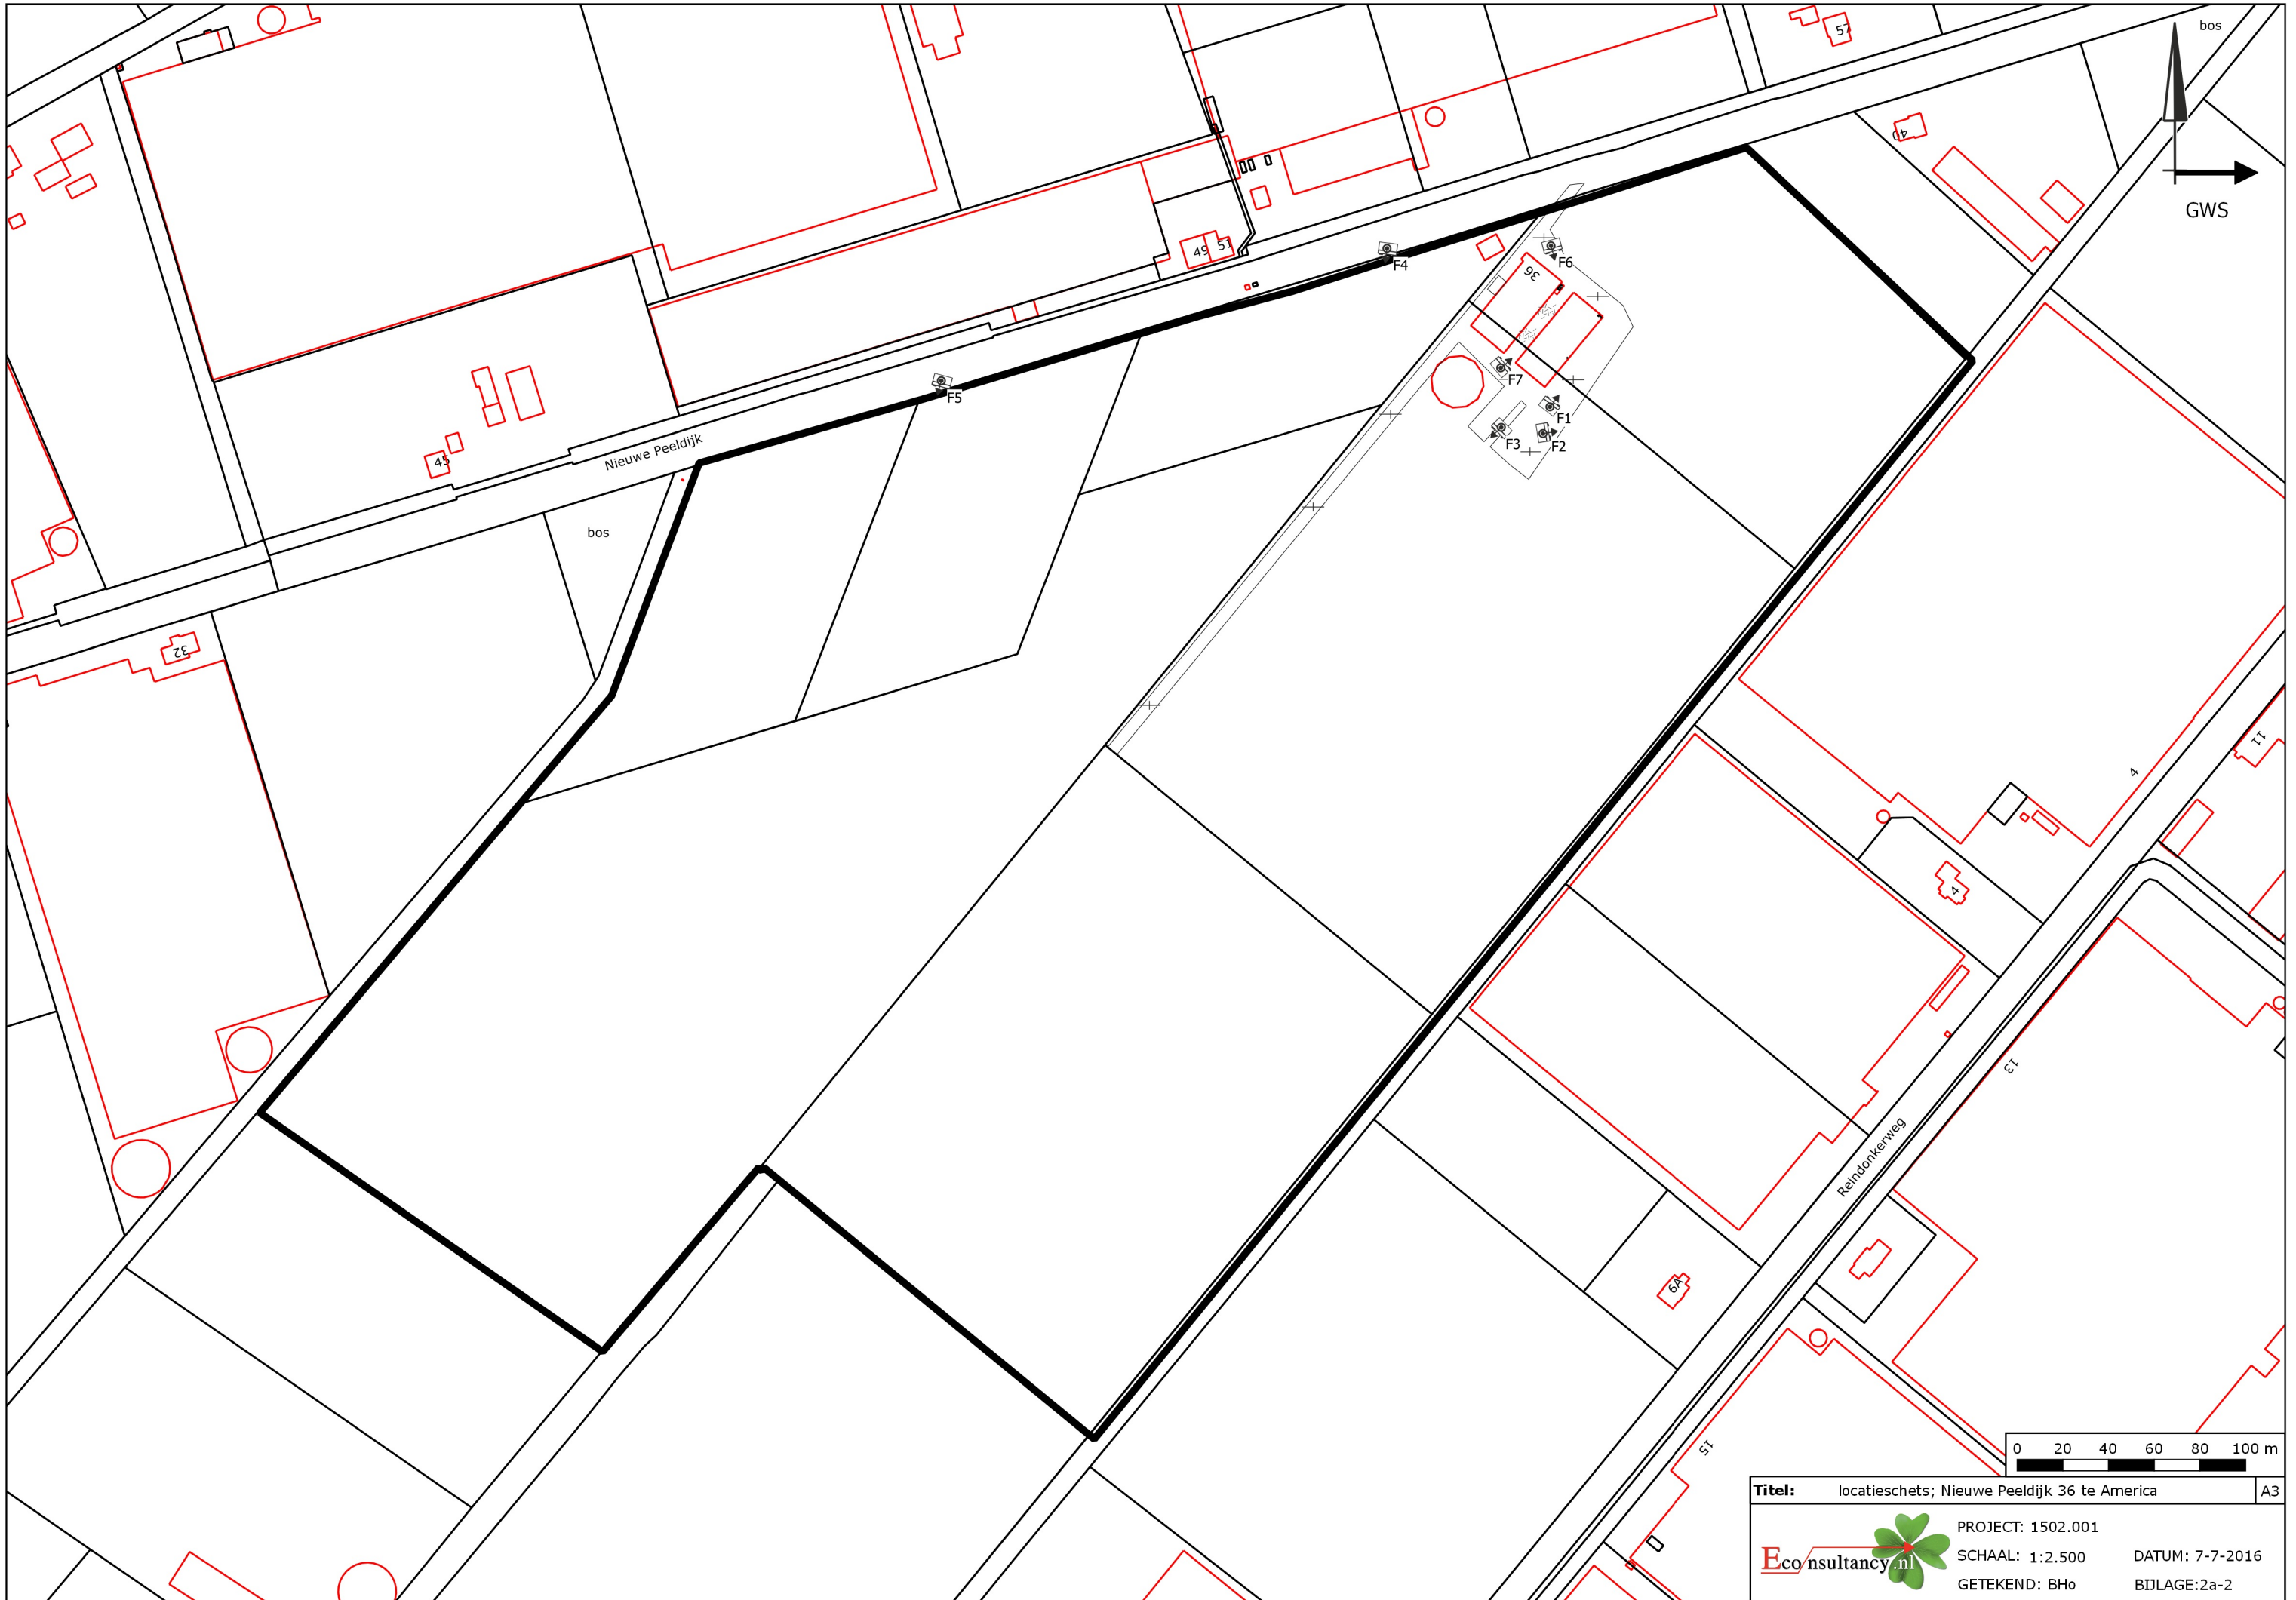 bos
57
40
GWS
49
51
F4
F6
36
F7
F5
F1
F3
F2
45
Nieuwe Peeldijk
bos
32
11
4
4
13
Reindonkerweg
6A
15
0 20 40 60 80 100 m
Titel: locatieschets; Nieuwe Peeldijk 36 te America A3
Econsultancy.nl
PROJECT: 1502.001
SCHAAL: 1:2.500 DATUM: 7-7-2016
GETEKEND: BHo BIJLAGE:2a-2